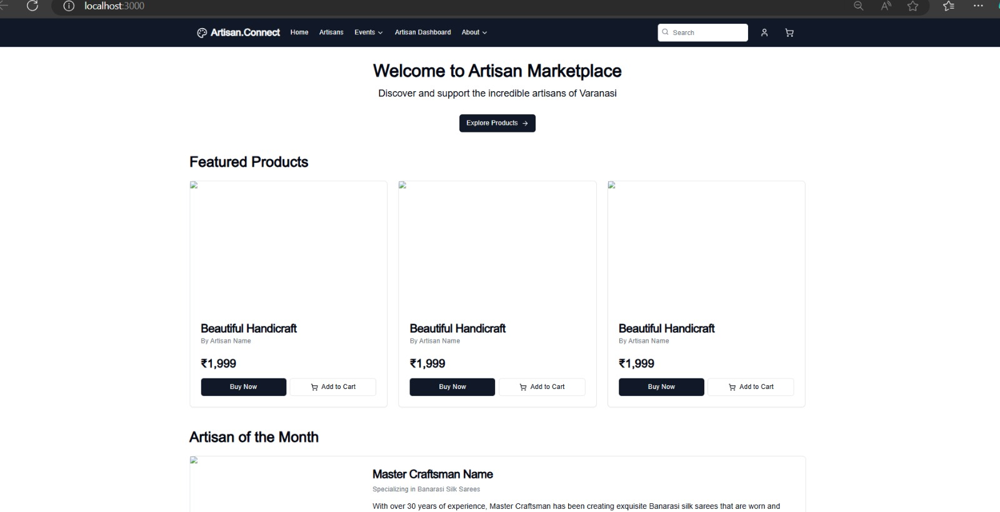 localhost:3000
Artisan.Connect Home Artisans Events Artisan Dashboard About Search
Welcome to Artisan Marketplace
Discover and support the incredible artisans of Varanasi
Explore Products →
Featured Products
Beautiful Handicraft Beautiful Handicraft Beautiful Handicraft
By Artisan Name By Artisan Name By Artisan Name
₹1,999 ₹1,999 ₹1,999
Buy Now Add to Cart Buy Now Add to Cart Buy Now Add to Cart
Artisan of the Month
Master Craftsman Name
Specializing in Banarasi Silk Sarees
With over 30 years of experience, Master Craftsman has been creating exquisite Banarasi silk sarees that are worn and